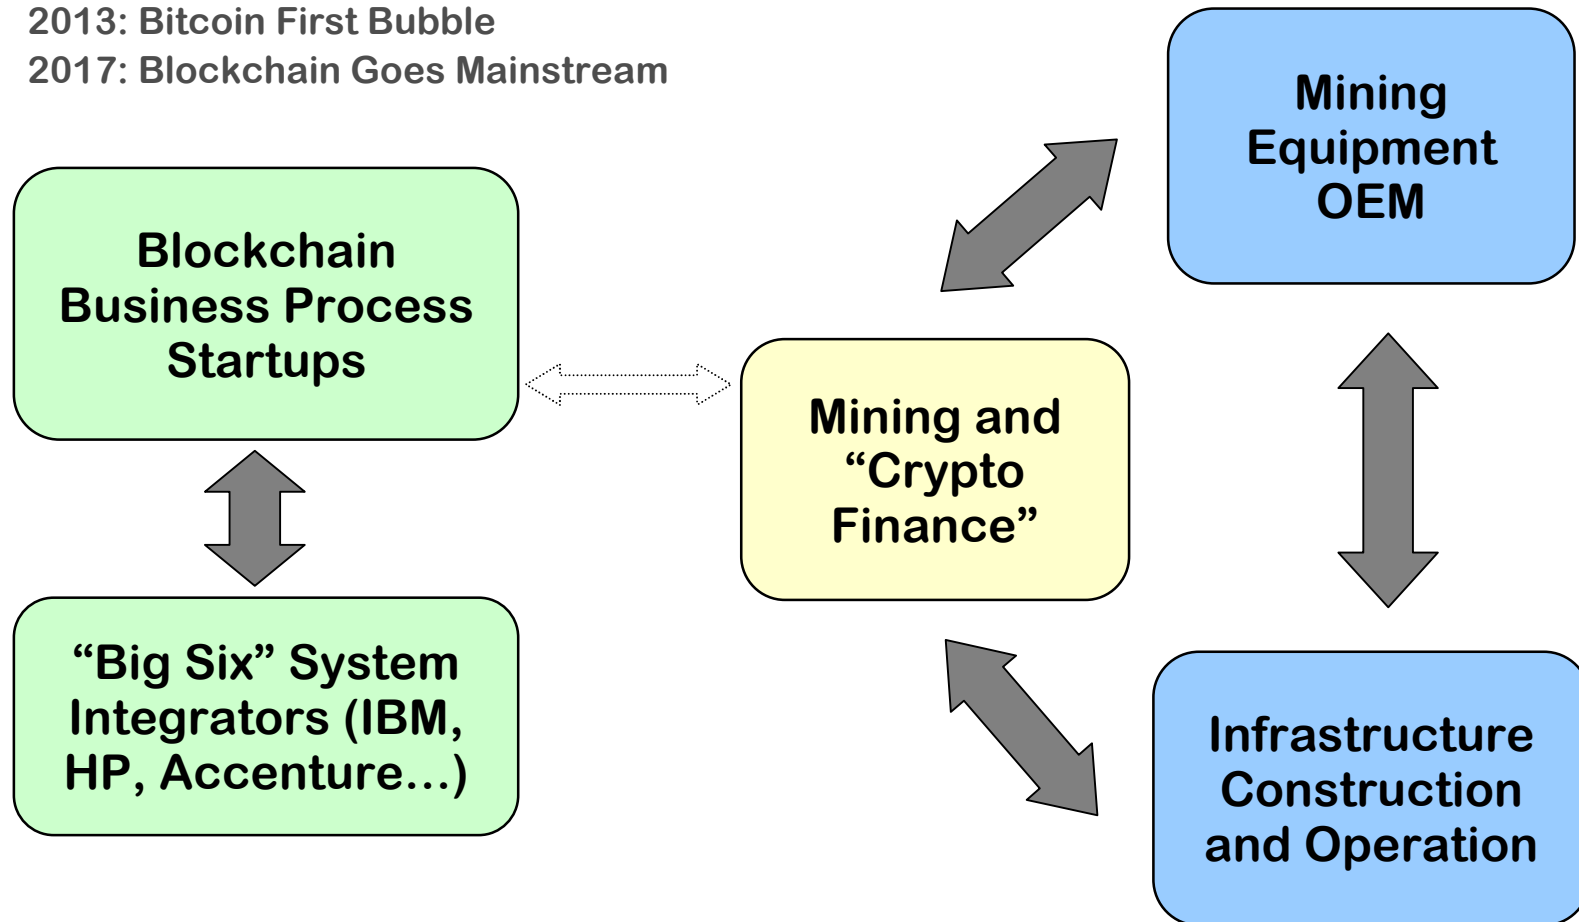 2013: Bitcoin First Bubble
2017: Blockchain Goes Mainstream
Mining
Equipment
OEM
Blockchain
Business Process
Startups
Mining and
“Crypto
Finance”
“Big Six” System
Integrators (IBM,
HP, Accenture…)
Infrastructure
Construction
and Operation